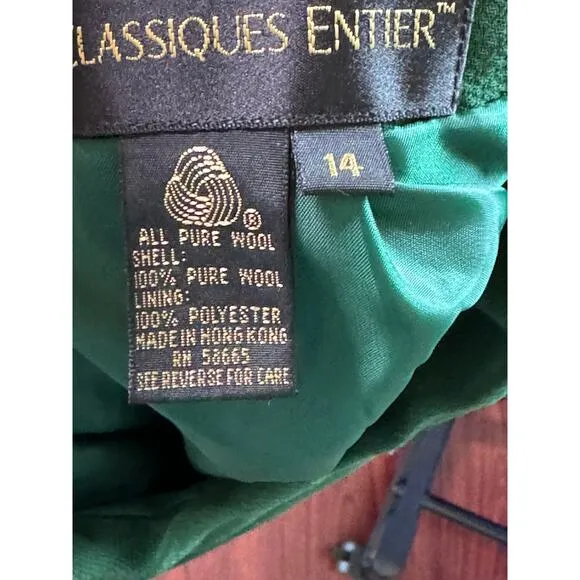 CLASSIQUES ENTIER™
14
®
ALL PURE WOOL
SHELL:
100% PURE WOOL
LINING:
100% POLYESTER
MADE IN HONG KONG
RN 58665
SEE REVERSE FOR CARE